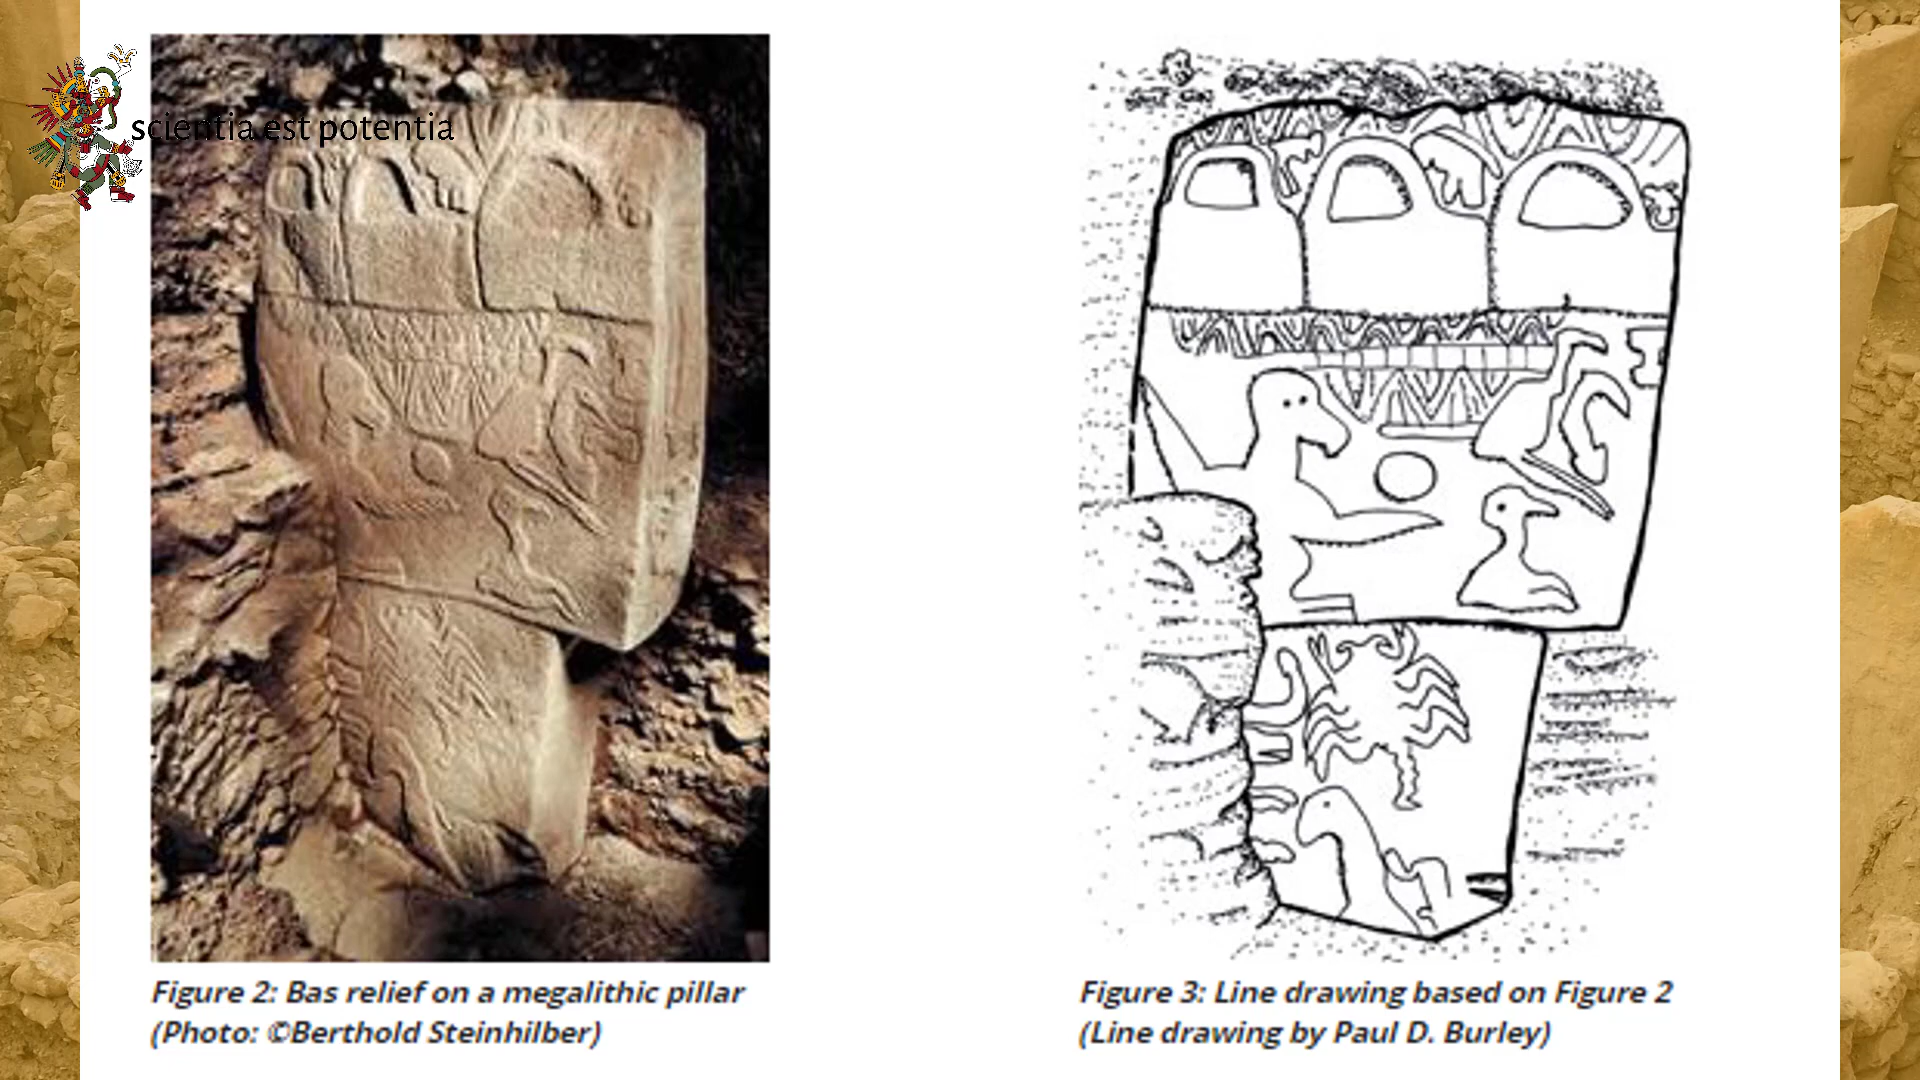 scientia est potentia
Figure 2: Bas relief on a megalithic pillar
(Photo: ©Berthold Steinhilber)
Figure 3: Line drawing based on Figure 2
(Line drawing by Paul D. Burley)